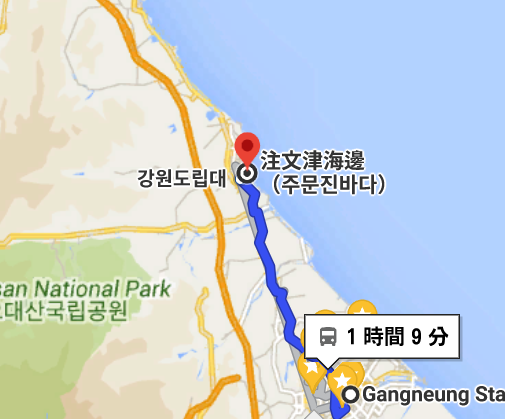 注文津海邊
강원도립대
(주문진바다)
san National Park
대산국립공원
1 時間 9 分
Gangneung Sta